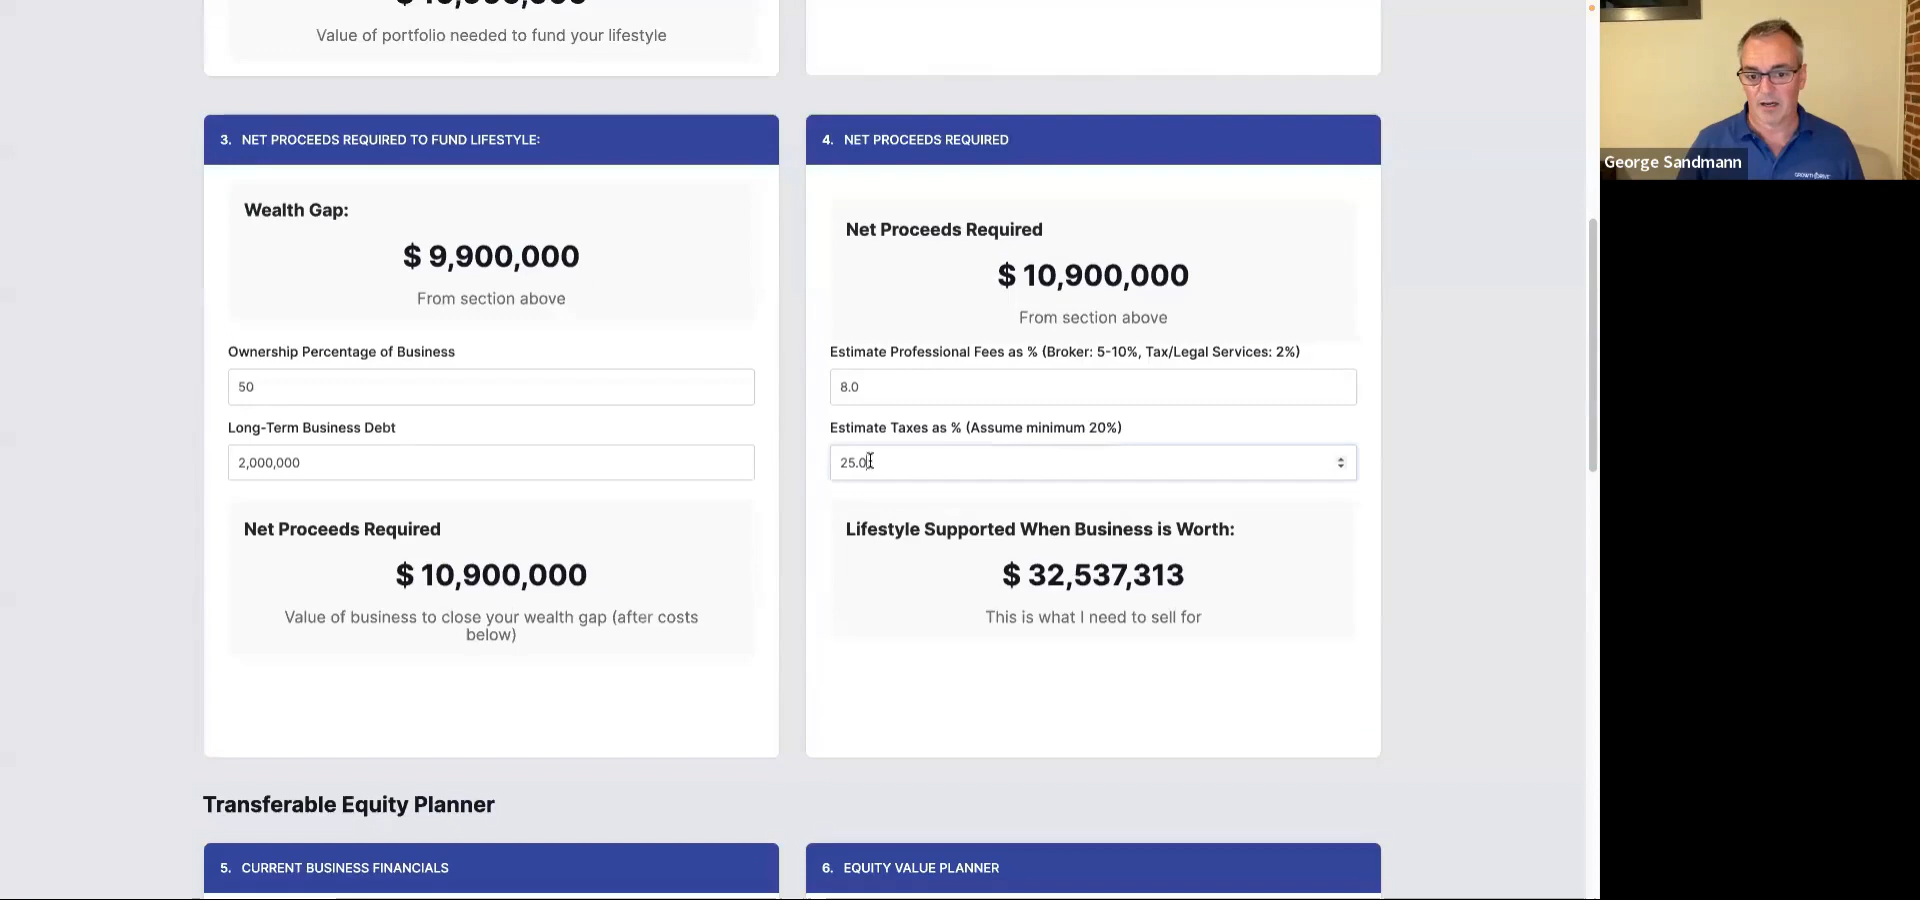 Value of portfolio needed to fund your lifestyle
3. NET PROCEEDS REQUIRED TO FUND LIFESTYLE:
Wealth Gap:
$ 9,900,000
From section above
Ownership Percentage of Business
50
Long-Term Business Debt
2,000,000
Net Proceeds Required
$ 10,900,000
Value of business to close your wealth gap (after costs
below)
4. NET PROCEEDS REQUIRED
Net Proceeds Required
$ 10,900,000
From section above
Estimate Professional Fees as % (Broker: 5-10%, Tax/Legal Services: 2%)
8.0
Estimate Taxes as % (Assume minimum 20%)
25.0
Lifestyle Supported When Business is Worth:
$ 32,537,313
This is what I need to sell for
Transferable Equity Planner
5. CURRENT BUSINESS FINANCIALS
6. EQUITY VALUE PLANNER
George Sandmann